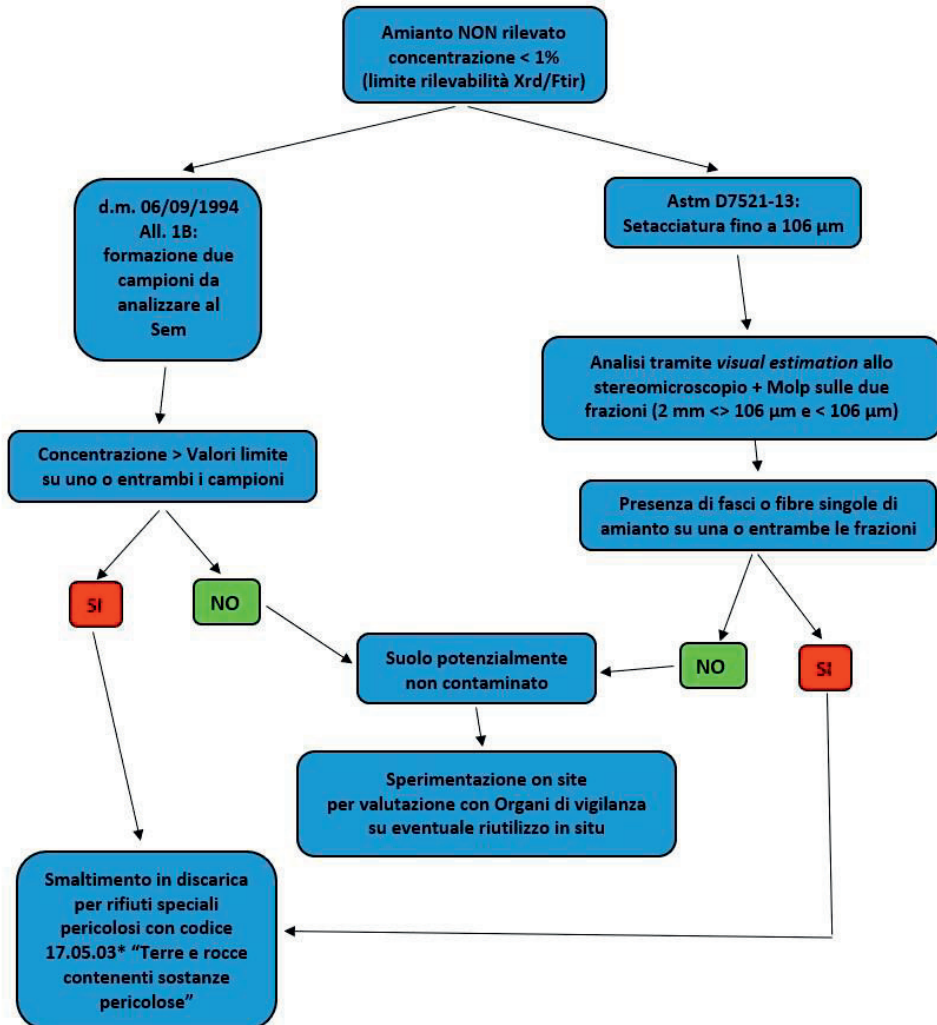 Amianto NON rilevato
concentrazione < 1%
(limite rilevabilità Xrd/Ftir)
d.m. 06/09/1994
All. 1B:
formazione due
campioni da
analizzare al
Sem
Astm D7521-13:
Setacciatura fino a 106 µm
Analisi tramite visual estimation allo
stereomicroscopio + Molp sulle due
frazioni (2 mm <> 106 µm e < 106 µm)
Concentrazione > Valori limite
su uno o entrambi i campioni
Presenza di fasci o fibre singole di
amianto su una o entrambe le frazioni
SI
NO
Suolo potenzialmente
non contaminato
NO
SI
Sperimentazione on site
per valutazione con Organi di vigilanza
su eventuale riutilizzo in situ
Smaltimento in discarica
per rifiuti speciali
pericolosi con codice
17.05.03* “Terre e rocce
contenenti sostanze
pericolose”